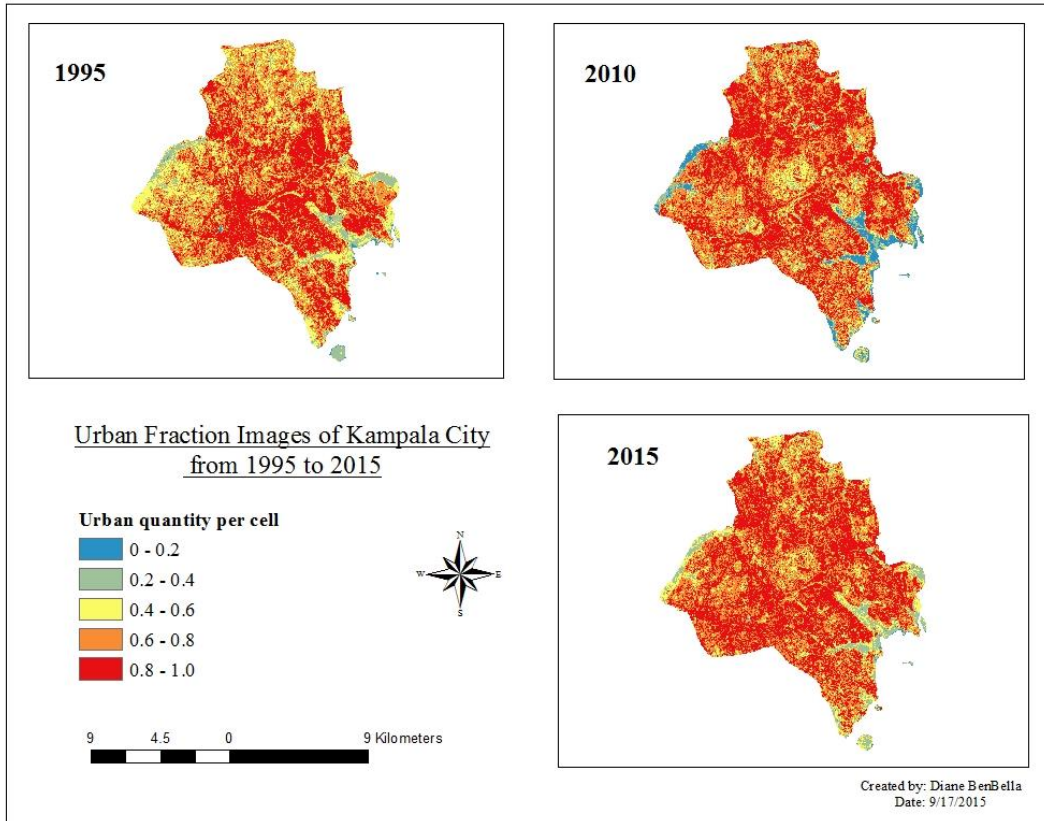 1995
2010
Urban Fraction Images of Kampala City
from 1995 to 2015
2015
Urban quantity per cell
0 - 0.2
0.2 - 0.4
0.4 - 0.6
0.6 - 0.8
0.8 - 1.0
N
W E
S
9 4.5 0 9 Kilometers
Created by: Diane BenBella
Date: 9/17/2015